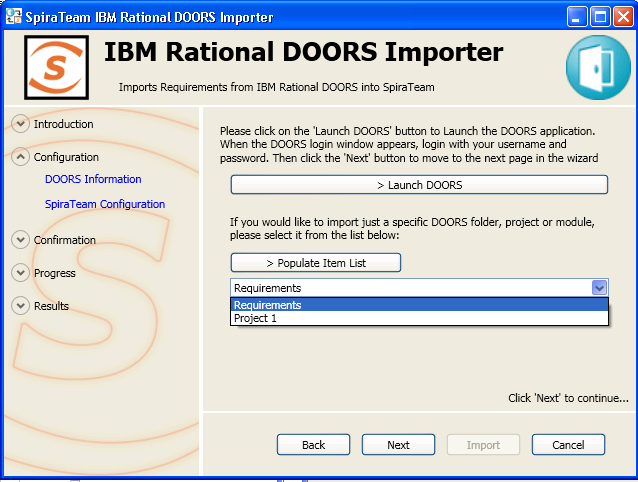 SpiraTeam IBM Rational DOORS Importer
S
IBM Rational DOORS Importer
Imports Requirements from IBM Rational DOORS into SpiraTeam
Introduction
Configuration
DOORS Information
SpiraTeam Configuration
Confirmation
Progress
Results
Please click on the 'Launch DOORS' button to Launch the DOORS application.
When the DOORS login window appears, login with your username and
password. Then click the 'Next' button to move to the next page in the wizard
> Launch DOORS
If you would like to import just a specific DOORS folder, project or module,
please select it from the list below:
> Populate Item List
Requirements
Requirements
Project 1
Click 'Next' to continue...
Back
Next
Import
Cancel